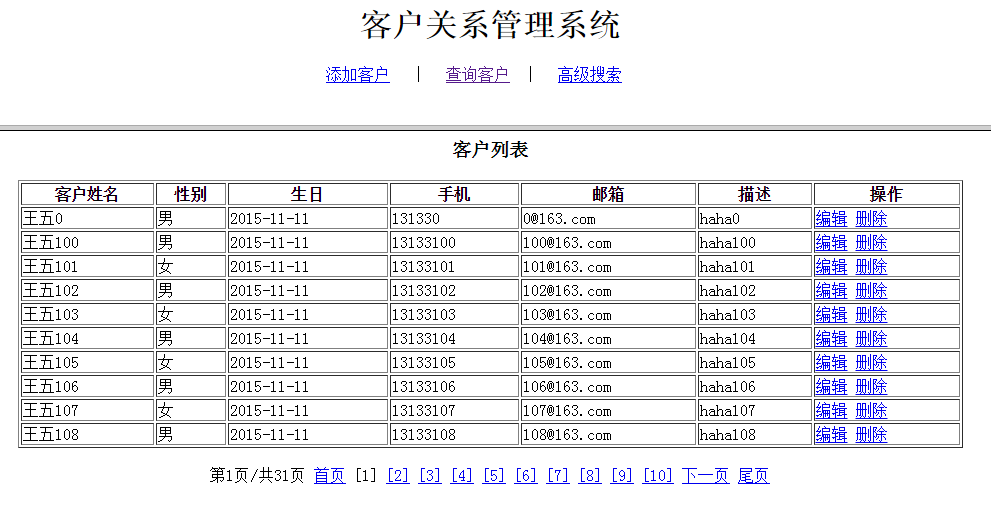 客户关系管理系统
添加客户 | 查询客户 | 高级搜索
客户列表
客户姓名 性别 生日 手机 邮箱 描述 操作
王五0 男 2015-11-11 131330 0@163.com haha0 编辑 删除
王五100 男 2015-11-11 13133100 100@163.com haha100 编辑 删除
王五101 女 2015-11-11 13133101 101@163.com haha101 编辑 删除
王五102 男 2015-11-11 13133102 102@163.com haha102 编辑 删除
王五103 女 2015-11-11 13133103 103@163.com haha103 编辑 删除
王五104 男 2015-11-11 13133104 104@163.com haha104 编辑 删除
王五105 女 2015-11-11 13133105 105@163.com haha105 编辑 删除
王五106 男 2015-11-11 13133106 106@163.com haha106 编辑 删除
王五107 女 2015-11-11 13133107 107@163.com haha107 编辑 删除
王五108 男 2015-11-11 13133108 108@163.com haha108 编辑 删除
第1页/共31页 首页 [1] [2] [3] [4] [5] [6] [7] [8] [9] [10] 下一页 尾页